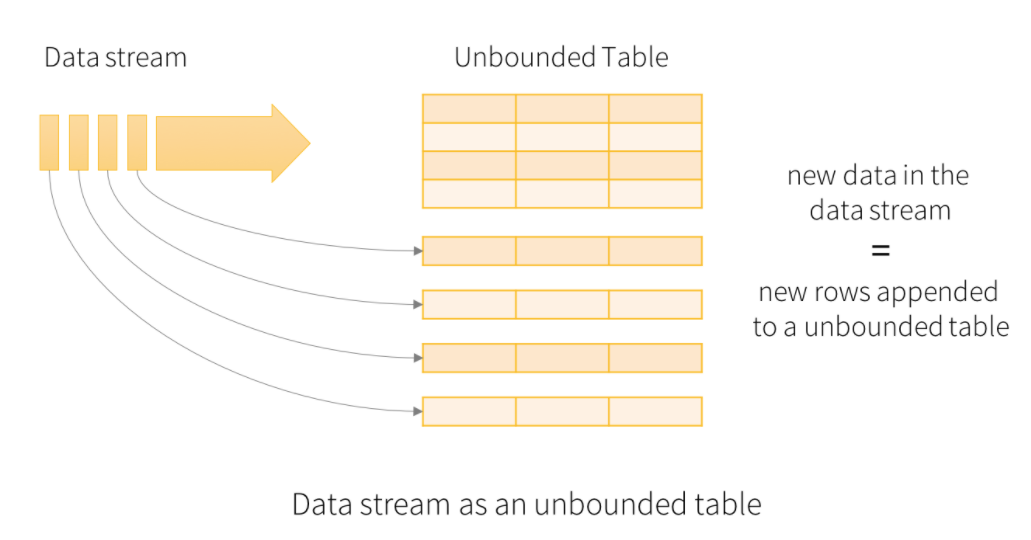 Data stream
Unbounded Table
new data in the
data stream
=
new rows appended
to a unbounded table
Data stream as an unbounded table